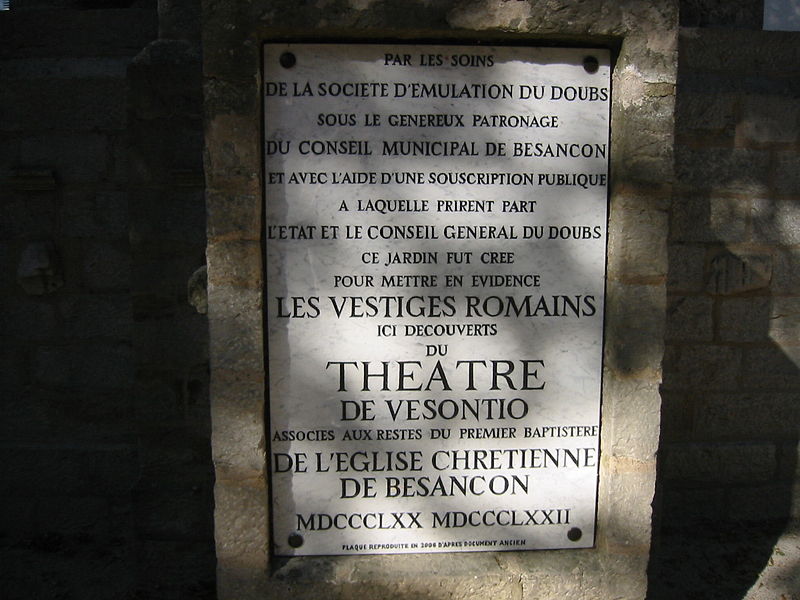 PAR LES SOINS
DE LA SOCIETE D'EMULATION DU DOUBS
SOUS LE GENEREUX PATRONAGE
DU CONSEIL MUNICIPAL DE BESANCON
ET AVEC L'AIDE D'UNE SOUSCRIPTION PUBLIQUE
A LAQUELLE PRIRENT PART
L'ETAT ET LE CONSEIL GENERAL DU DOUBS
CE JARDIN FUT CREE
POUR METTRE EN EVIDENCE
LES VESTIGES ROMAINS
ICI DECOUVERTS
DU
THEATRE
DE VESONTIO
ASSOCIES AUX RESTES DU PREMIER BAPTISTERE
DE L'EGLISE CHRETIENNE
DE BESANCON
MDCCCLXX MDCCCLXXII
PLAQUE REPRODUITE EN 2006 D'APRES DOCUMENT ANCIEN